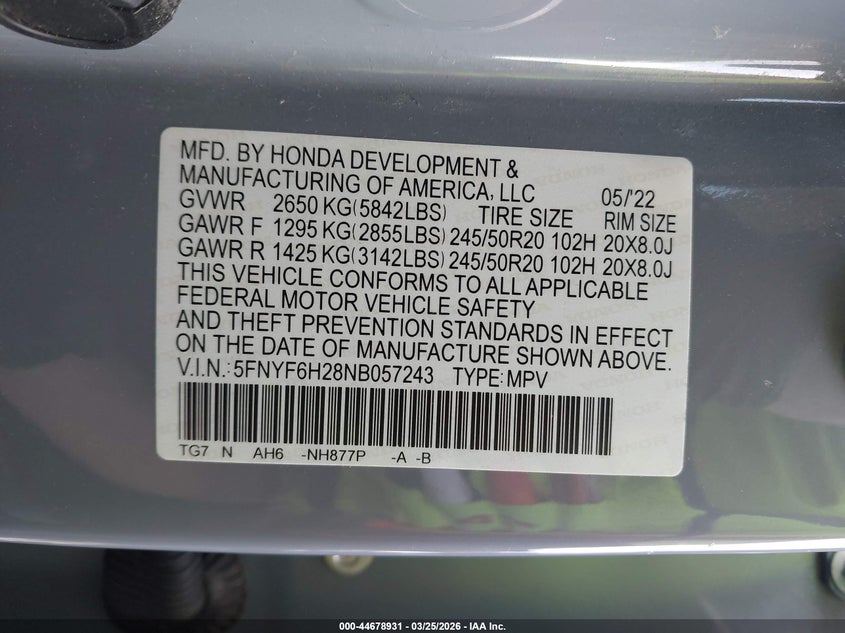 MFD. BY HONDA DEVELOPMENT &
MANUFACTURING OF AMERICA, LLC 05/'22
GVWR 2650 KG(5842LBS) TIRE SIZE RIM SIZE
GAWR F 1295 KG(2855LBS) 245/50R20 102H 20X8.0J
GAWR R 1425 KG(3142LBS) 245/50R20 102H 20X8.0J
THIS VEHICLE CONFORMS TO ALL APPLICABLE
FEDERAL MOTOR VEHICLE SAFETY
AND THEFT PREVENTION STANDARDS IN EFFECT
ON THE DATE OF MANUFACTURE SHOWN ABOVE.
V.I.N.:5FNYF6H28NB057243 TYPE:MPV
TG7 N AH6 -NH877P -A -B
000-44678931 | 03/25/2026 - IAA Inc.